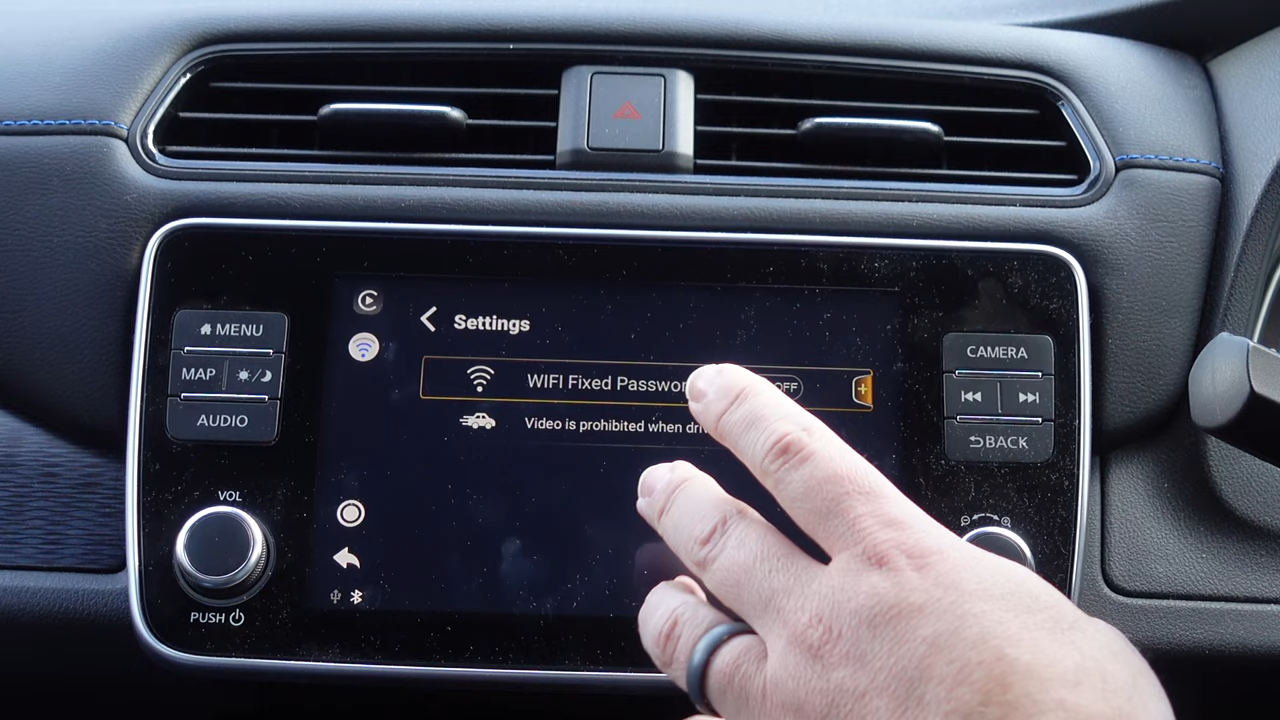 MENU
MAP
AUDIO
VOL
PUSH
Settings
WIFI Fixed Passwor
OFF
+
Video is prohibited when dri
CAMERA
BACK